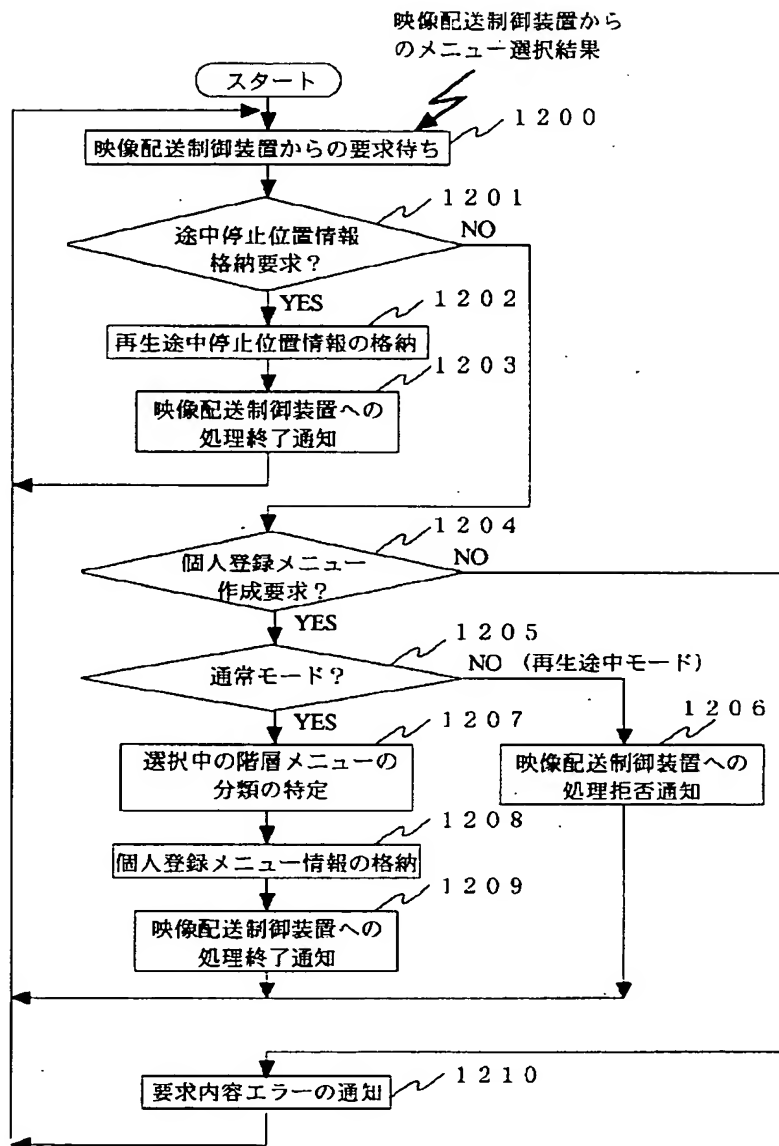 映像配送制御装置から
のメニュー選択結果
スタート
1200
映像配送制御装置からの要求待ち
1201
途中停止位置情報
格納要求?
NO
YES
1202
再生途中停止位置情報の格納
1203
映像配送制御装置への
処理終了通知
1204
個人登録メニュー
作成要求?
NO
YES
1205
通常モード?
NO (再生途中モード)
YES
1206
映像配送制御装置への
処理拒否通知
1207
選択中の階層メニューの
分類の特定
1208
個人登録メニュー情報の格納
1209
映像配送制御装置への
処理終了通知
1210
要求内容エラーの通知